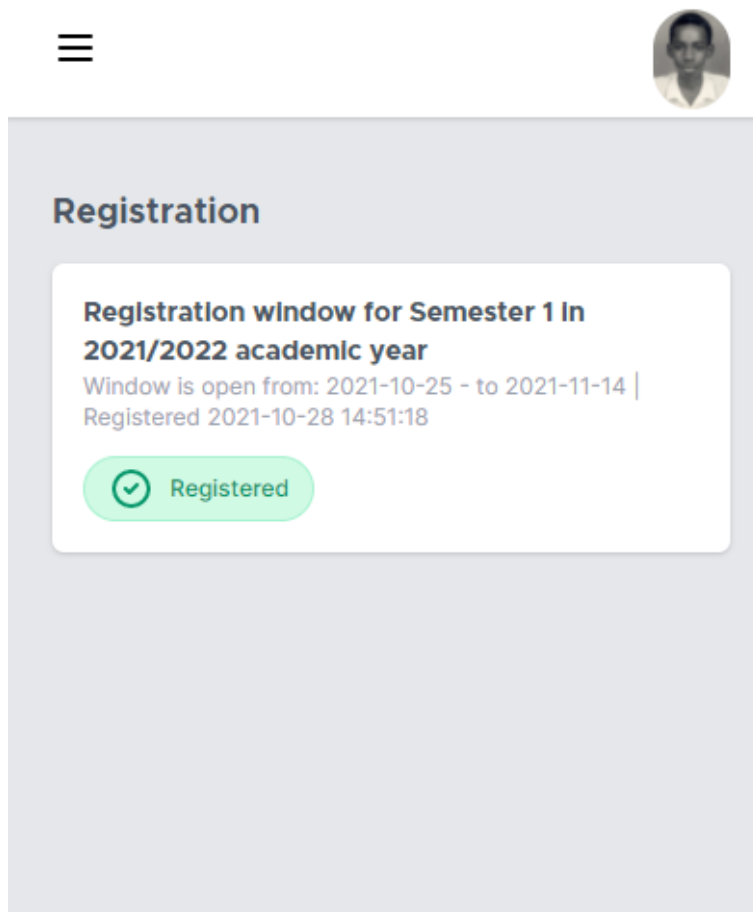 Registration
Registration window for Semester 1 in
2021/2022 academic year
Window is open from: 2021-10-25 - to 2021-11-14 |
Registered 2021-10-28 14:51:18
Registered